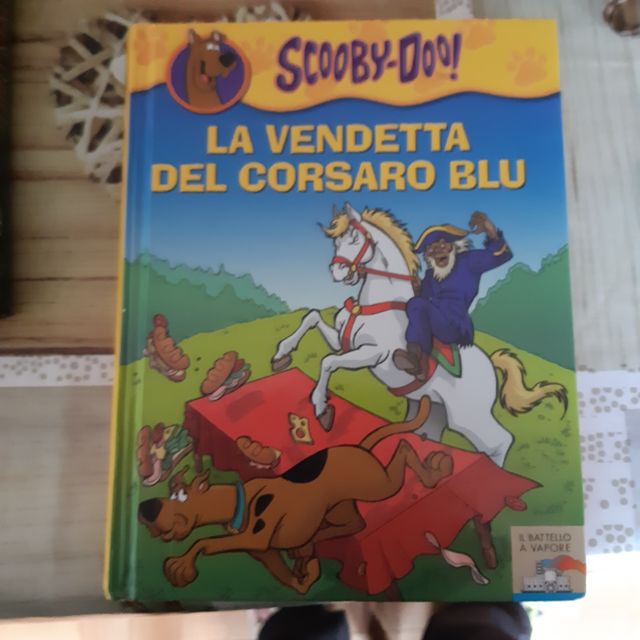 SCOOBY-DOO!
LA VENDETTA
DEL CORSARO BLU
IL BATTELLO
A VAPORE